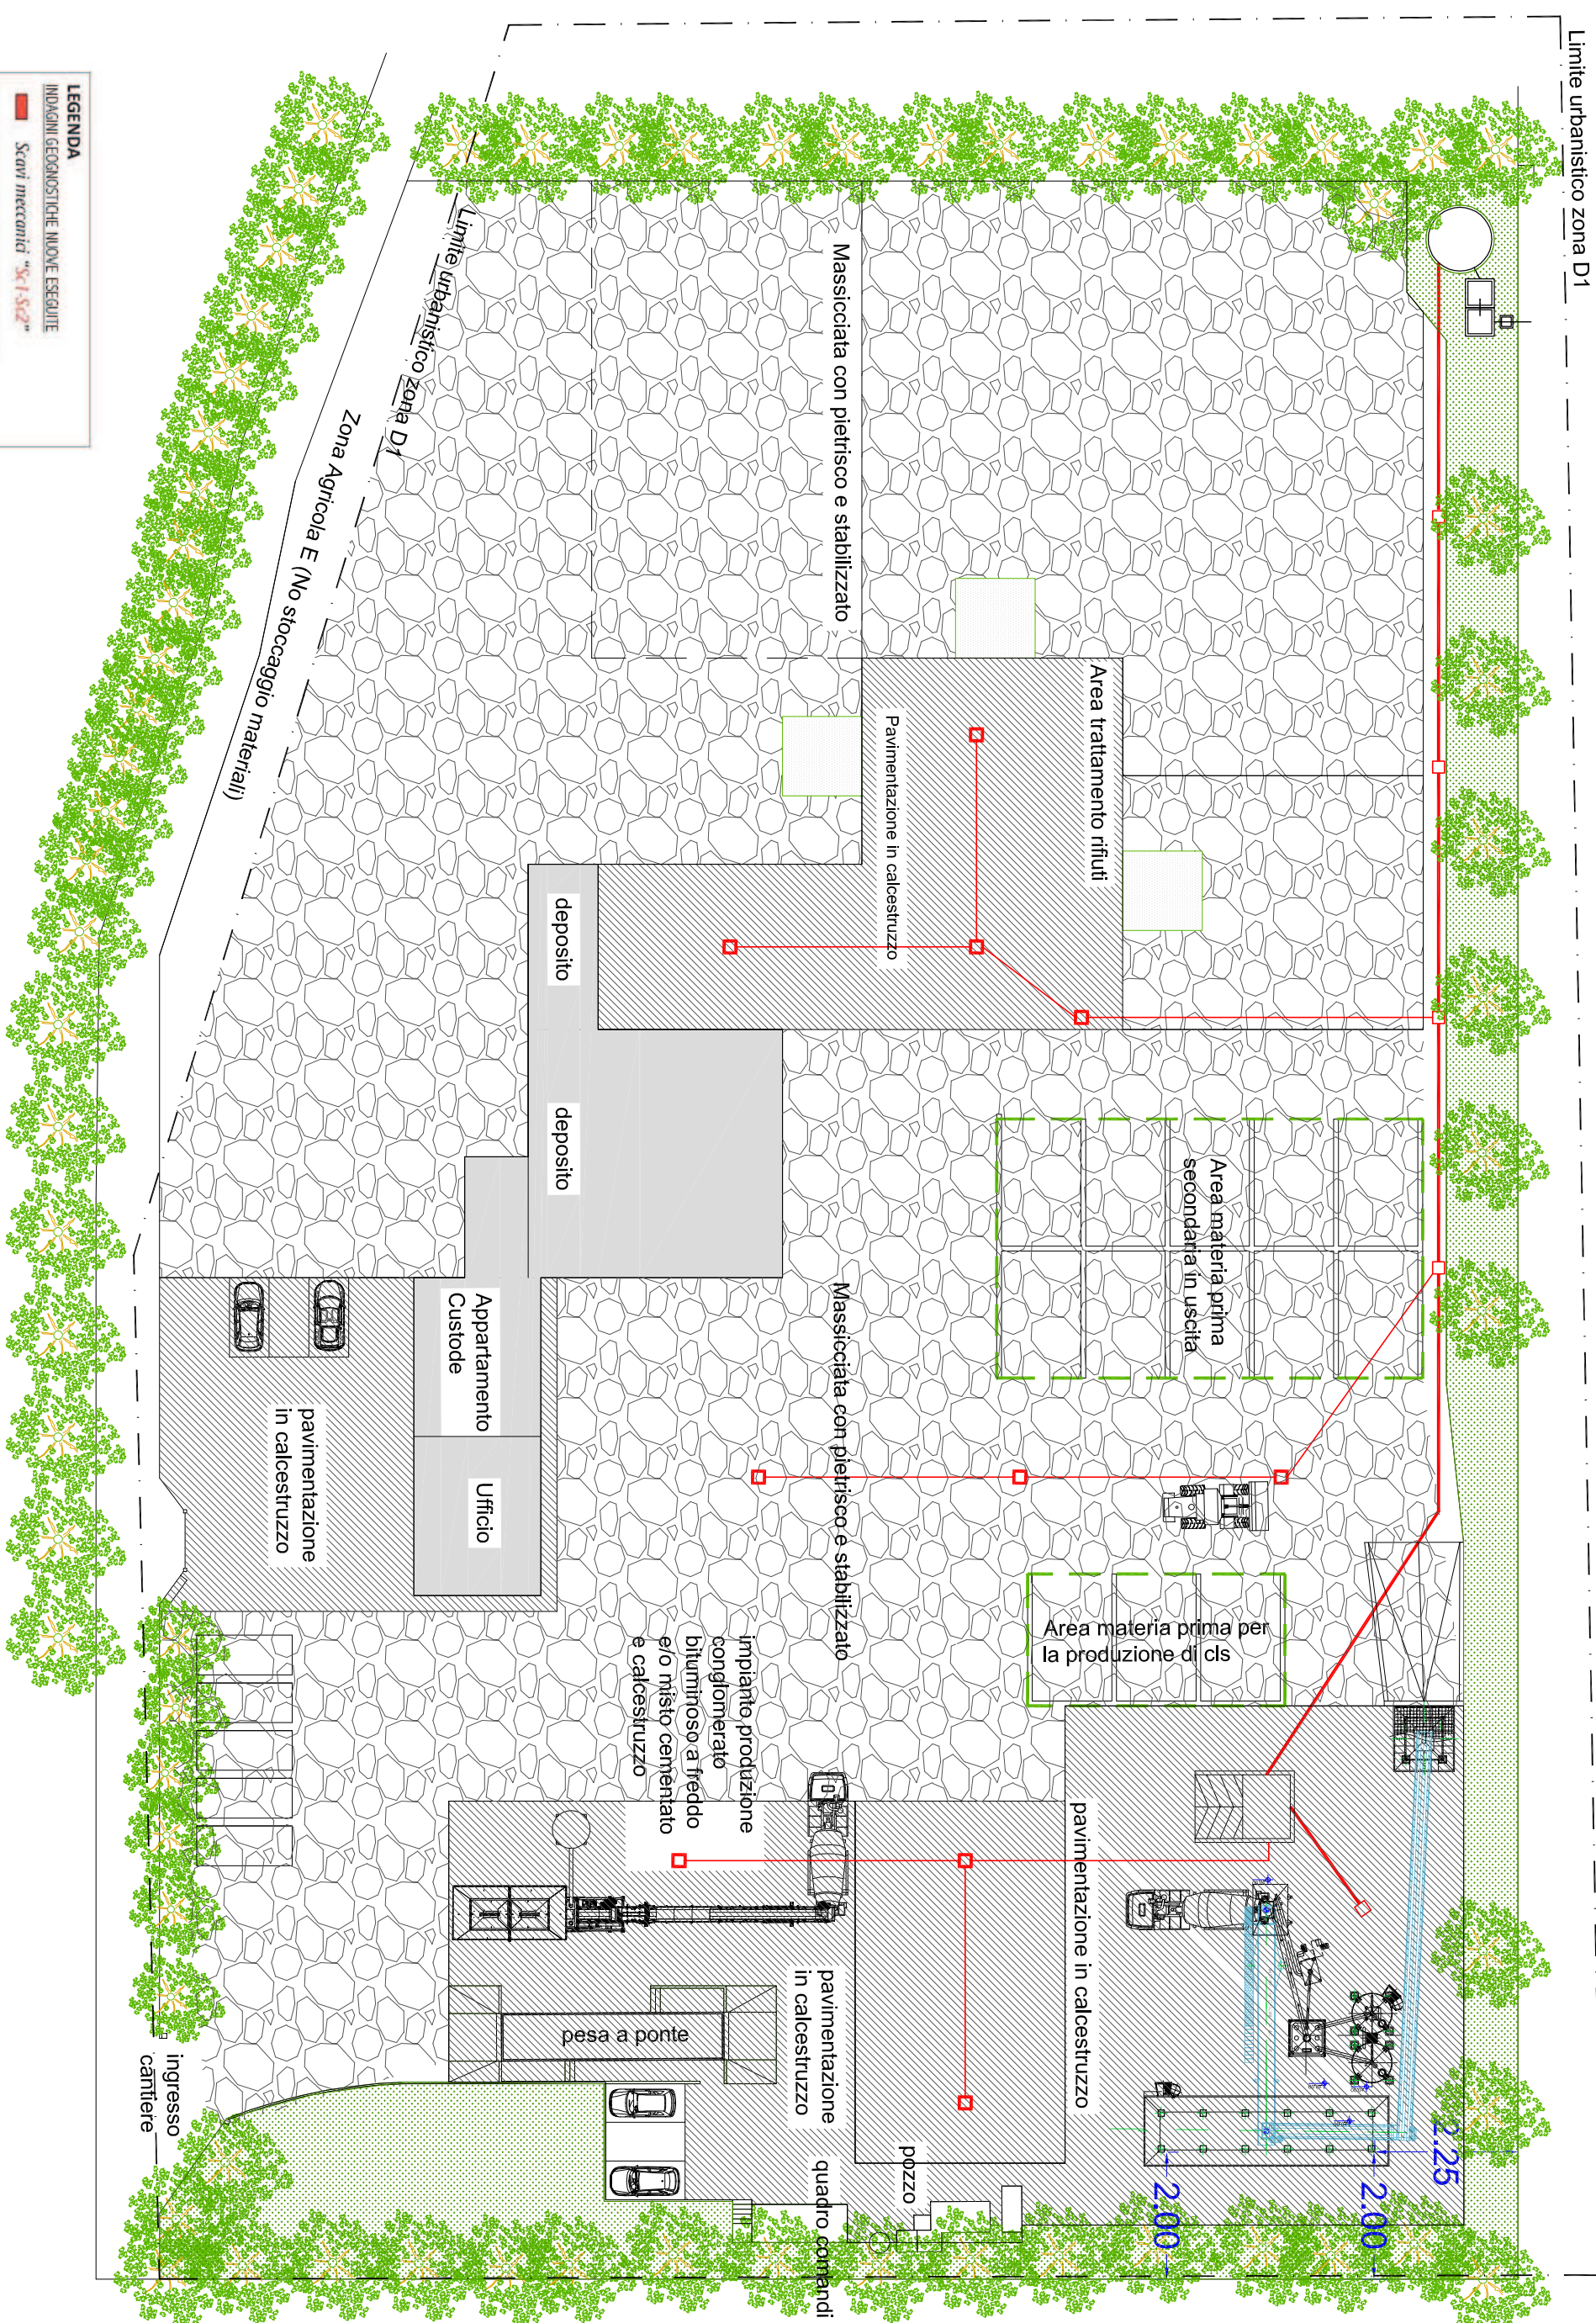 Limite urbanistico zona D1
LEGENDA
INDAGINI GEOGNOSTICHE NUOVE ESEGUITE
Scavi meccanici "Sc1-Sc2"
Limite urbanistico zona D1
Zona Agricola E (No stoccaggio materiali)
Massicciata con pietrisco e stabilizzato
Area trattamento rifiuti
Pavimentazione in calcestruzzo
deposito
deposito
Area materia prima
secondaria in uscita
Appartamento
Custode
Ufficio
pavimentazione
in calcestruzzo
Massicciata con pietrisco e stabilizzato
Area materia prima per
la produzione di cls
impianto produzione
conglomerato
bituminoso a freddo
e/o misto cementato
e calcestruzzo
pavimentazione in calcestruzzo
pesa a ponte
pavimentazione
in calcestruzzo
ingresso
cantiere
pozzo
quadro comandi
2.25
2.00
2.00